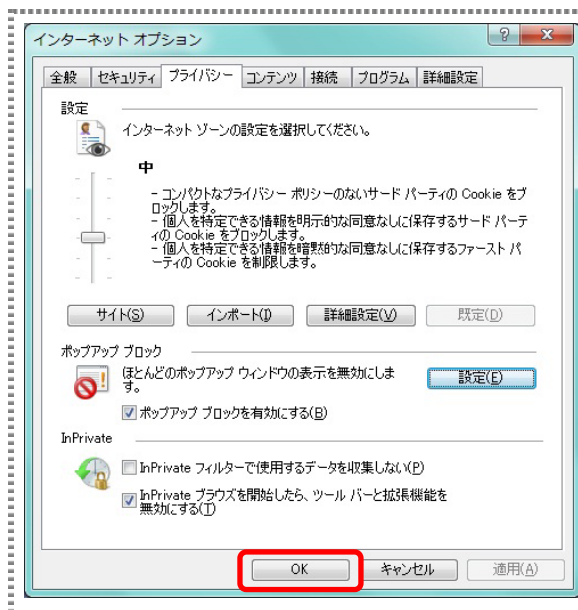 インターネット オプション
全般 セキュリティ プライバシー コンテンツ 接続 プログラム 詳細設定
設定
インターネット ゾーンの設定を選択してください。
中
- コンパクトなプライバシー ポリシーのないサード パーティの Cookie をブ
ロックします。
- 個人を特定できる情報を明示的な同意なしに保存するサード パーテ
ィの Cookie をブロックします。
- 個人を特定できる情報を暗黙的な同意なしに保存するファースト パ
ーティの Cookie を制限します。
サイト(S) インポート(I) 詳細設定(V) 既定(D)
ポップアップ ブロック
ほとんどのポップアップ ウィンドウの表示を無効にしま
す。
設定(E)
ポップアップ ブロックを有効にする(B)
InPrivate
InPrivate フィルターで使用するデータを収集しない(P)
InPrivate ブラウズを開始したら、ツール バーと拡張機能を
無効にする(T)
OK キャンセル 適用(A)